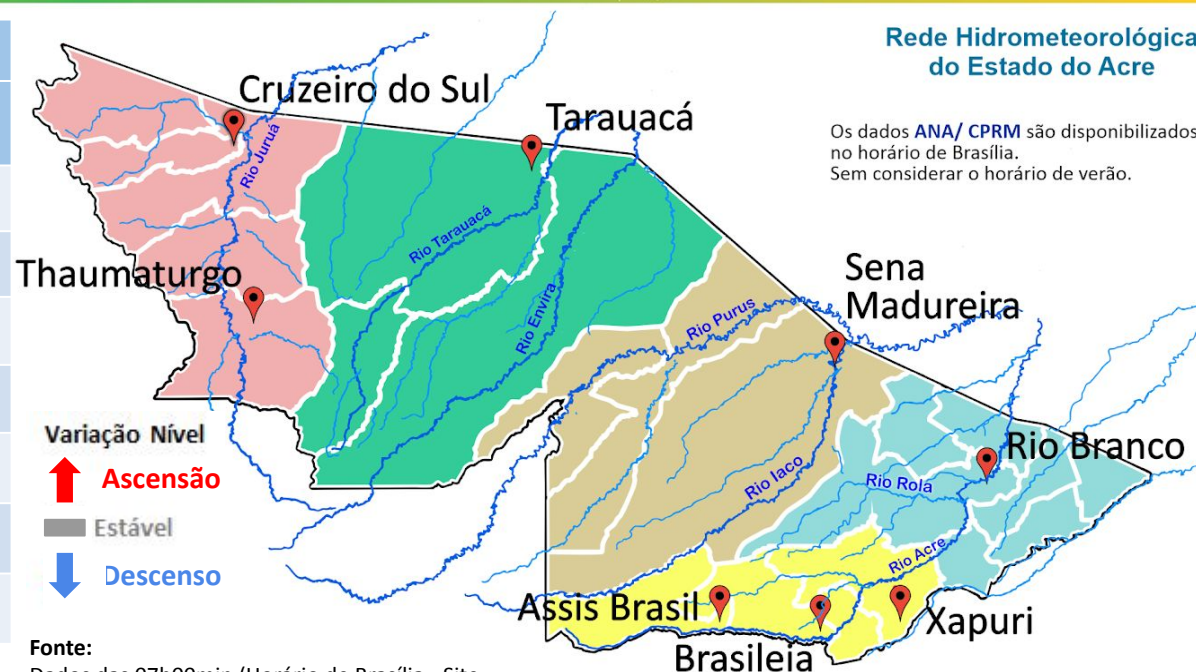 Rede Hidrometeorológica
do Estado do Acre
Os dados ANA/ CPRM são disponibilizados
no horário de Brasília.
Sem considerar o horário de verão.
Cruzeiro do Sul
Tarauacá
Rio Juruá
Rio Tarauacá
Thaumaturgo
Rio Envira
Sena
Madureira
Rio Purus
Variação Nível
Ascensão
Estável
Descenso
Rio Branco
Rio Iaco
Rio Rola
Rio Acre
Assis Brasil
Xapuri
Brasileia
Fonte: